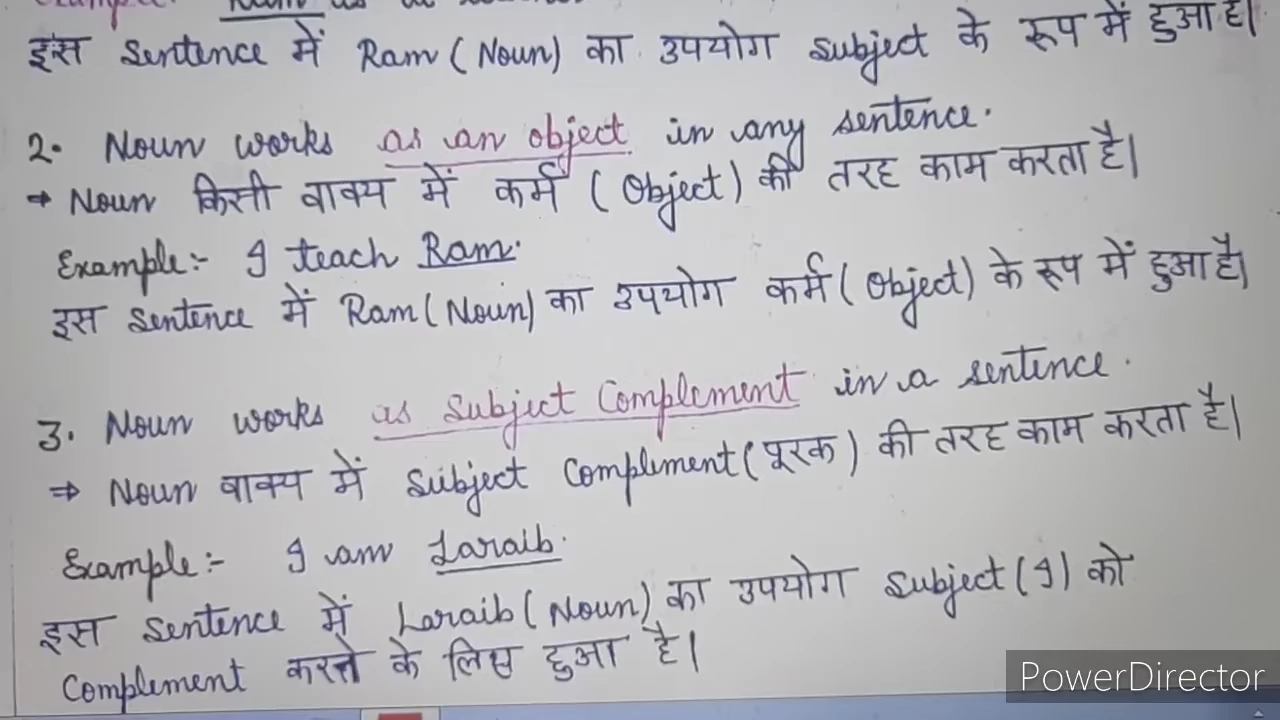 इस sentence में Ram (Noun) का उपयोग subject के रूप में हुआ है।
2. Noun works as an object in any sentence.
→ Noun किसी वाक्य में कर्म (Object) की तरह काम करता है।
Example:- I teach Ram.
इस sentence में Ram (Noun) का उपयोग कर्म (Object) के रूप में हुआ है।
3. Noun works as Subject Complement in a sentence.
⇒ Noun वाक्य में Subject Complement (पूरक) की तरह काम करता है।
Example:- I am Laraib.
इस sentence में Laraib (Noun) का उपयोग subject (I) को
Complement करने के लिए हुआ है।
PowerDirector